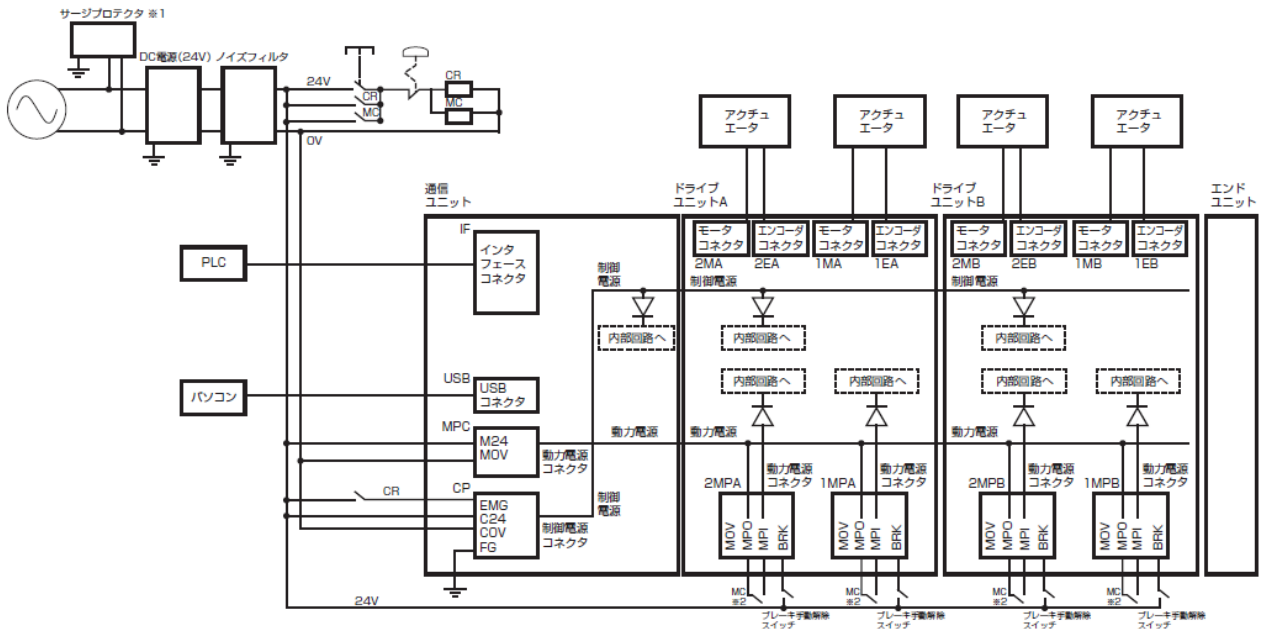 サージプロテクタ ※1
DC電源(24V) ノイズフィルタ
24V
CR
MC
CR
MC
0V
アクチュ
エータ
アクチュ
エータ
アクチュ
エータ
アクチュ
エータ
通信
ユニット
ドライブ
ユニットA
ドライブ
ユニットB
エンド
ユニット
IF
インタ
フェース
コネクタ
PLC
モータ
コネクタ
エンコーダ
コネクタ
モータ
コネクタ
エンコーダ
コネクタ
モータ
コネクタ
エンコーダ
コネクタ
モータ
コネクタ
エンコーダ
コネクタ
2MA
2EA
1MA
1EA
2MB
2EB
1MB
1EB
制御
電源
制御電源
制御電源
内部回路へ
内部回路へ
内部回路へ
内部回路へ
内部回路へ
内部回路へ
内部回路へ
パソコン
USB
USB
コネクタ
MPC
M24
MOV
動力電源
コネクタ
動力電源
動力電源
動力電源
CR
CP
EMG
C24
COV
FG
制御電源
コネクタ
制御
電源
2MPA
動力電源
コネクタ
MOV
MPO
MPI
BRK
1MPA
動力電源
コネクタ
MOV
MPO
MPI
BRK
2MPB
動力電源
コネクタ
MOV
MPO
MPI
BRK
1MPB
動力電源
コネクタ
MOV
MPO
MPI
BRK
24V
MC
※2
ブレーキ手動解除
スイッチ
MC
※2
ブレーキ手動解除
スイッチ
MC
※2
ブレーキ手動解除
スイッチ
MC
※2
ブレーキ手動解除
スイッチ